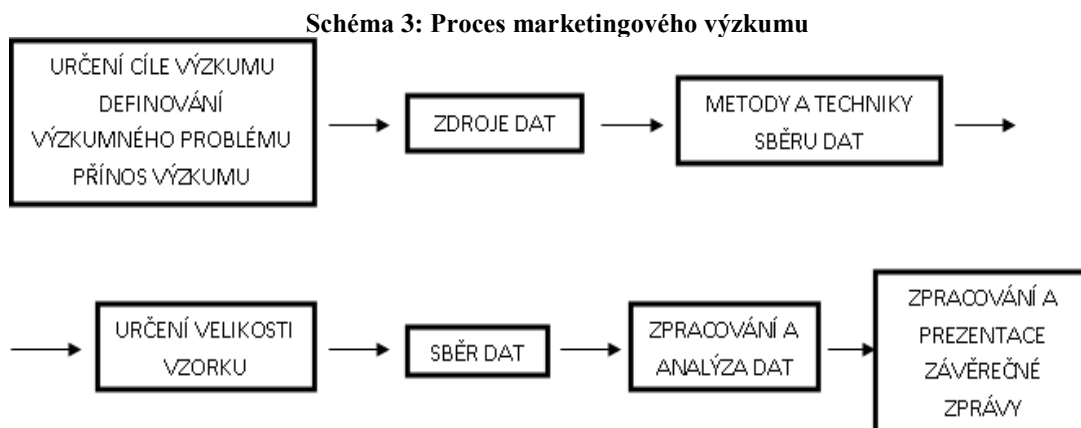 Schéma 3: Proces marketingového výzkumu
URČENÍ CÍLE VÝZKUMU
DEFINOVÁNÍ
VÝZKUMNÉHO PROBLÉMU
PŘÍNOS VÝZKUMU
ZDROJE DAT
METODY A TECHNIKY
SBĚRU DAT
URČENÍ VELIKOSTI
VZORKU
SBĚR DAT
ZPRACOVÁNÍ A
ANALÝZA DAT
ZPRACOVÁNÍ A
PREZENTACE
ZÁVĚREČNÉ
ZPRÁVY